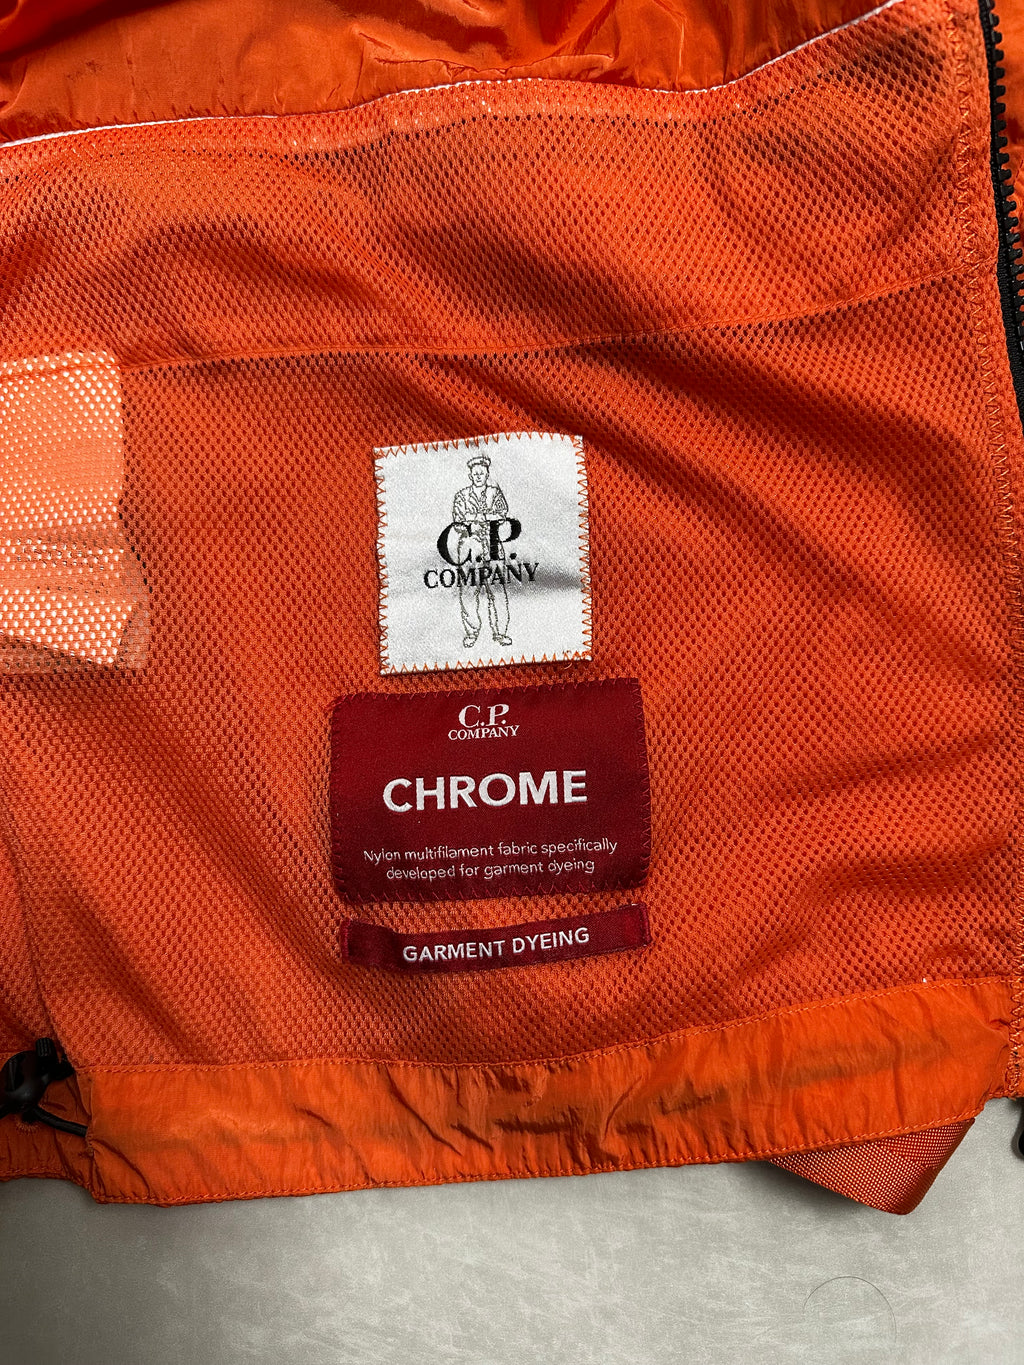 C.P.
COMPANY
C.P.
COMPANY
CHROME
Nylon multifilament fabric specifically
developed for garment dyeing
GARMENT DYEING